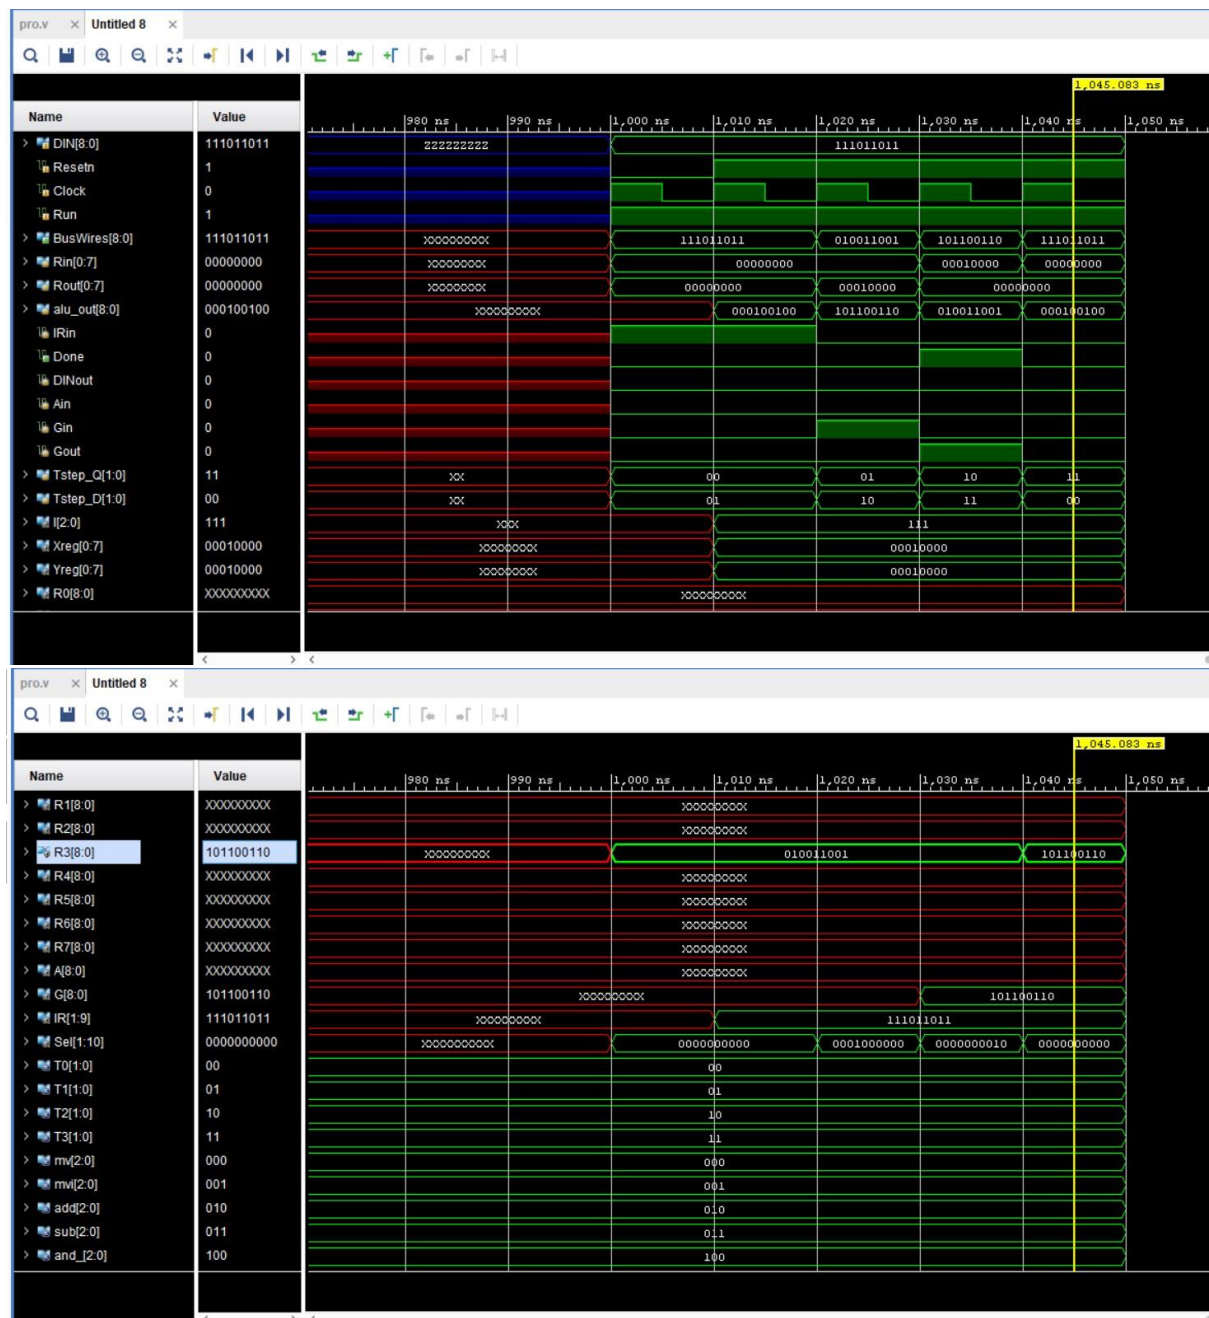 pro.v × Untitled 8 ×
1,045.083 ns
Name Value 980 ns 990 ns 1,000 ns 1,010 ns 1,020 ns 1,030 ns 1,040 ns 1,050 ns
> DIN[8:0] 111011011 ZZZZZZZZZ 111011011
Resetn 1
Clock 0
Run 1
> BusWires[8:0] 111011011 XXXXXXXXX 111011011 010011001 101100110 111011011
> Rin[0:7] 00000000 XXXXXXXX 00000000 00010000 00000000
> Rout[0:7] 00000000 XXXXXXXX 00000000 00010000 00000000
> alu_out[8:0] 000100100 XXXXXXXXX 000100100 101100110 010011001 000100100
IRin 0
Done 0
DINout 0
Ain 0
Gin 0
Gout 0
> Tstep_Q[1:0] 11 XX 00 01 10 11
> Tstep_D[1:0] 00 XX 01 10 11 00
> I[2:0] 111 XXX 111
> Xreg[0:7] 00010000 XXXXXXXX 00010000
> Yreg[0:7] 00010000 XXXXXXXX 00010000
> R0[8:0] XXXXXXXXX XXXXXXXXX
pro.v × Untitled 8 ×
1,045.083 ns
Name Value 980 ns 990 ns 1,000 ns 1,010 ns 1,020 ns 1,030 ns 1,040 ns 1,050 ns
> R1[8:0] XXXXXXXXX XXXXXXXXX
> R2[8:0] XXXXXXXXX XXXXXXXXX
> R3[8:0] 101100110 XXXXXXXXX 010011001 101100110
> R4[8:0] XXXXXXXXX XXXXXXXXX
> R5[8:0] XXXXXXXXX XXXXXXXXX
> R6[8:0] XXXXXXXXX XXXXXXXXX
> R7[8:0] XXXXXXXXX XXXXXXXXX
> A[8:0] XXXXXXXXX XXXXXXXXX
> G[8:0] 101100110 XXXXXXXXX 101100110
> IR[1:9] 111011011 XXXXXXXXX 111011011
> Sel[1:10] 0000000000 XXXXXXXXXX 0000000000 0001000000 0000000010 0000000000
> T0[1:0] 00 00
> T1[1:0] 01 01
> T2[1:0] 10 10
> T3[1:0] 11 11
> mv[2:0] 000 000
> mvi[2:0] 001 001
> add[2:0] 010 010
> sub[2:0] 011 011
> and_[2:0] 100 100